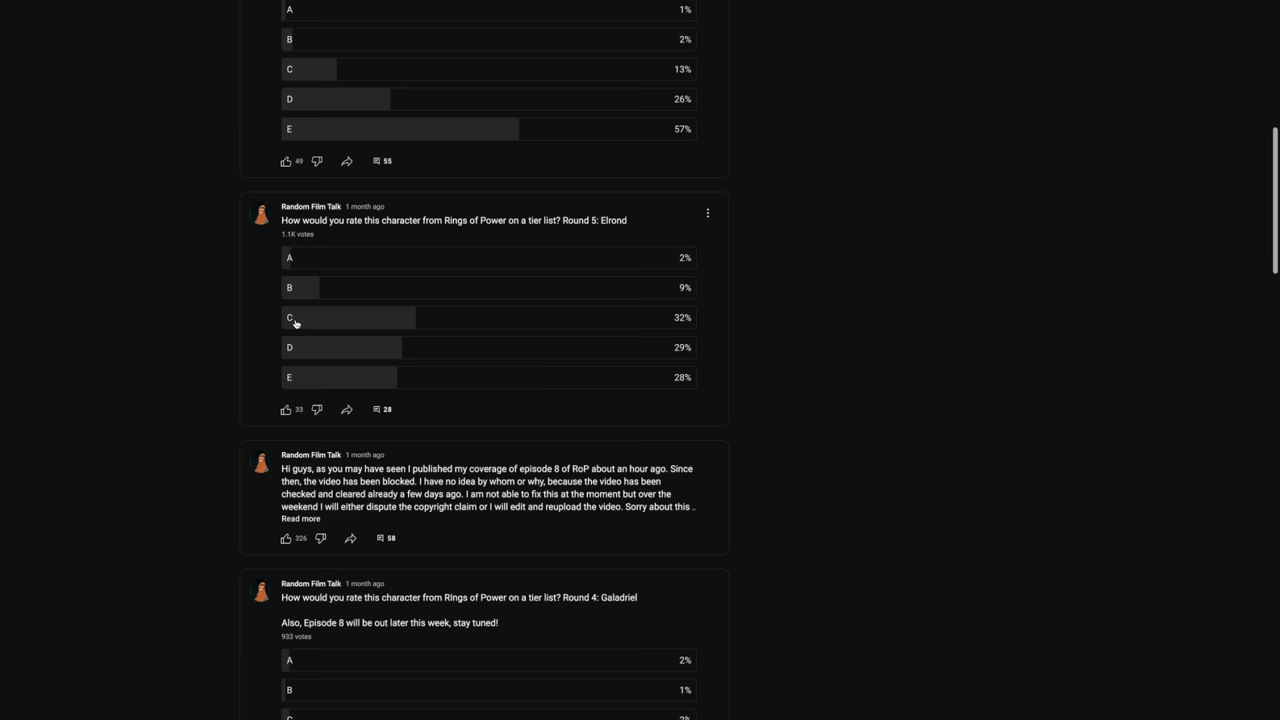 A 1%
B 2%
C 13%
D 26%
E 57%
49 55
Random Film Talk 1 month ago
How would you rate this character from Rings of Power on a tier list? Round 5: Elrond
1.1K votes
A 2%
B 9%
C 32%
D 29%
E 28%
33 28
Random Film Talk 1 month ago
Hi guys, as you may have seen I published my coverage of episode 8 of RoP about an hour ago. Since
then, the video has been blocked. I have no idea by whom or why, because the video has been
checked and cleared already a few days ago. I am not able to fix this at the moment but over the
weekend I will either dispute the copyright claim or I will edit and reupload the video. Sorry about this ..
Read more
326 58
Random Film Talk 1 month ago
How would you rate this character from RIngs of Power on a tier list? Round 4: Galadriel
Also, Episode 8 will be out later this week, stay tuned!
933 votes
A 2%
B 1%